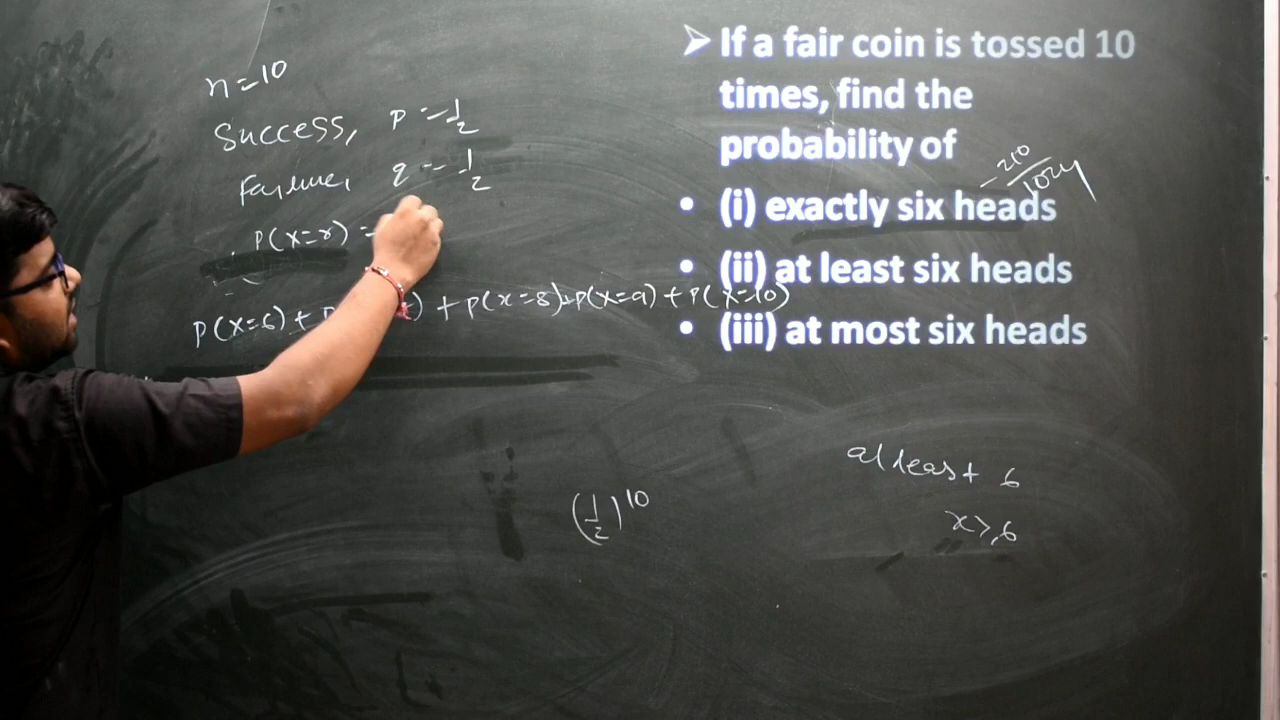 n=10
Success, p = 1/2
Failure, q = 1/2
P(X=r) =
P(X=6) + P ) + P(x=8) + P(X=9) + P(X=10)
(1/2)^10
➢ If a fair coin is tossed 10
times, find the
probability of
- 210/1024
• (i) exactly six heads
• (ii) at least six heads
• (iii) at most six heads
at least 6
x ≥ 6